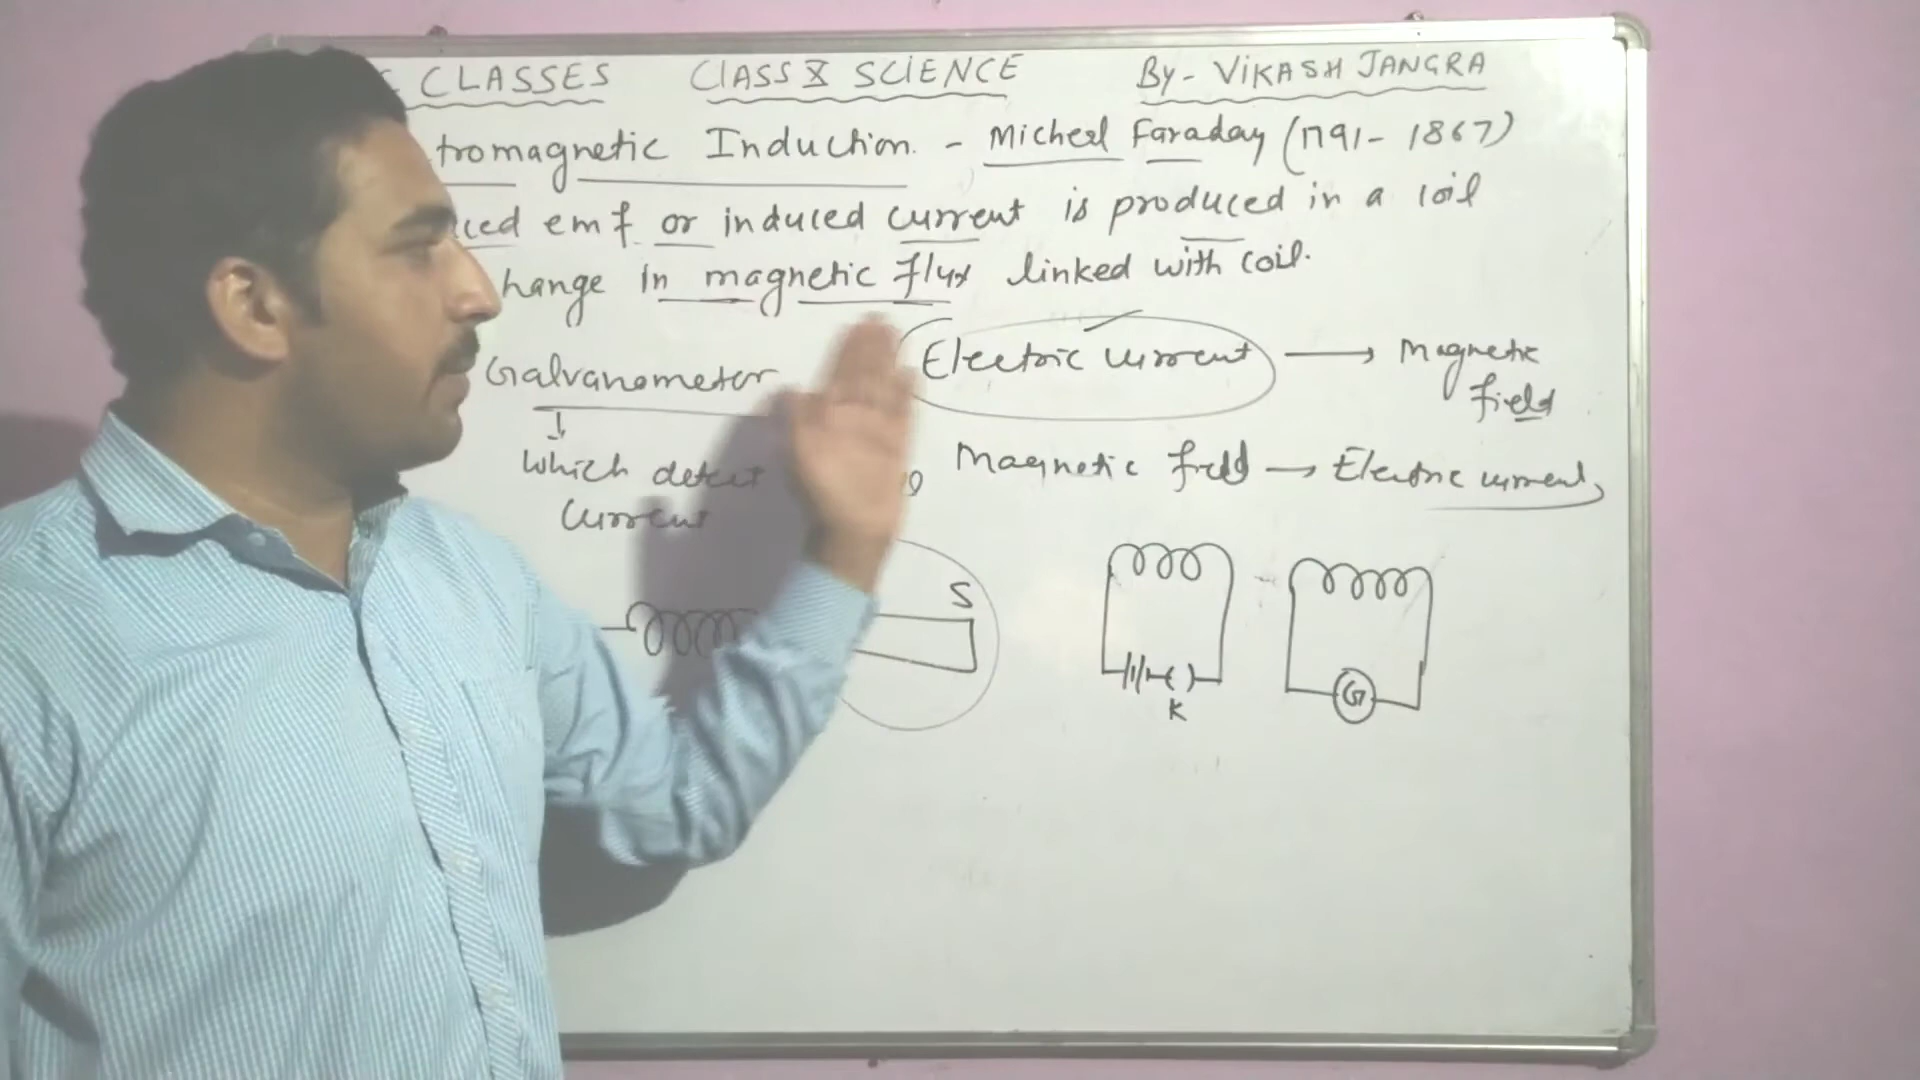 CLASSES CLASS X SCIENCE By- VIKASH JANGRA
tromagnetic Induction. - Micheal Faraday (1791- 1867)
ced emf or induced current is produced in a coil
hange in magnetic flux linked with coil.
Galvanometer
Electric current → Magnetic field
which detect
current
Magnetic field → Electric current
S
K
G